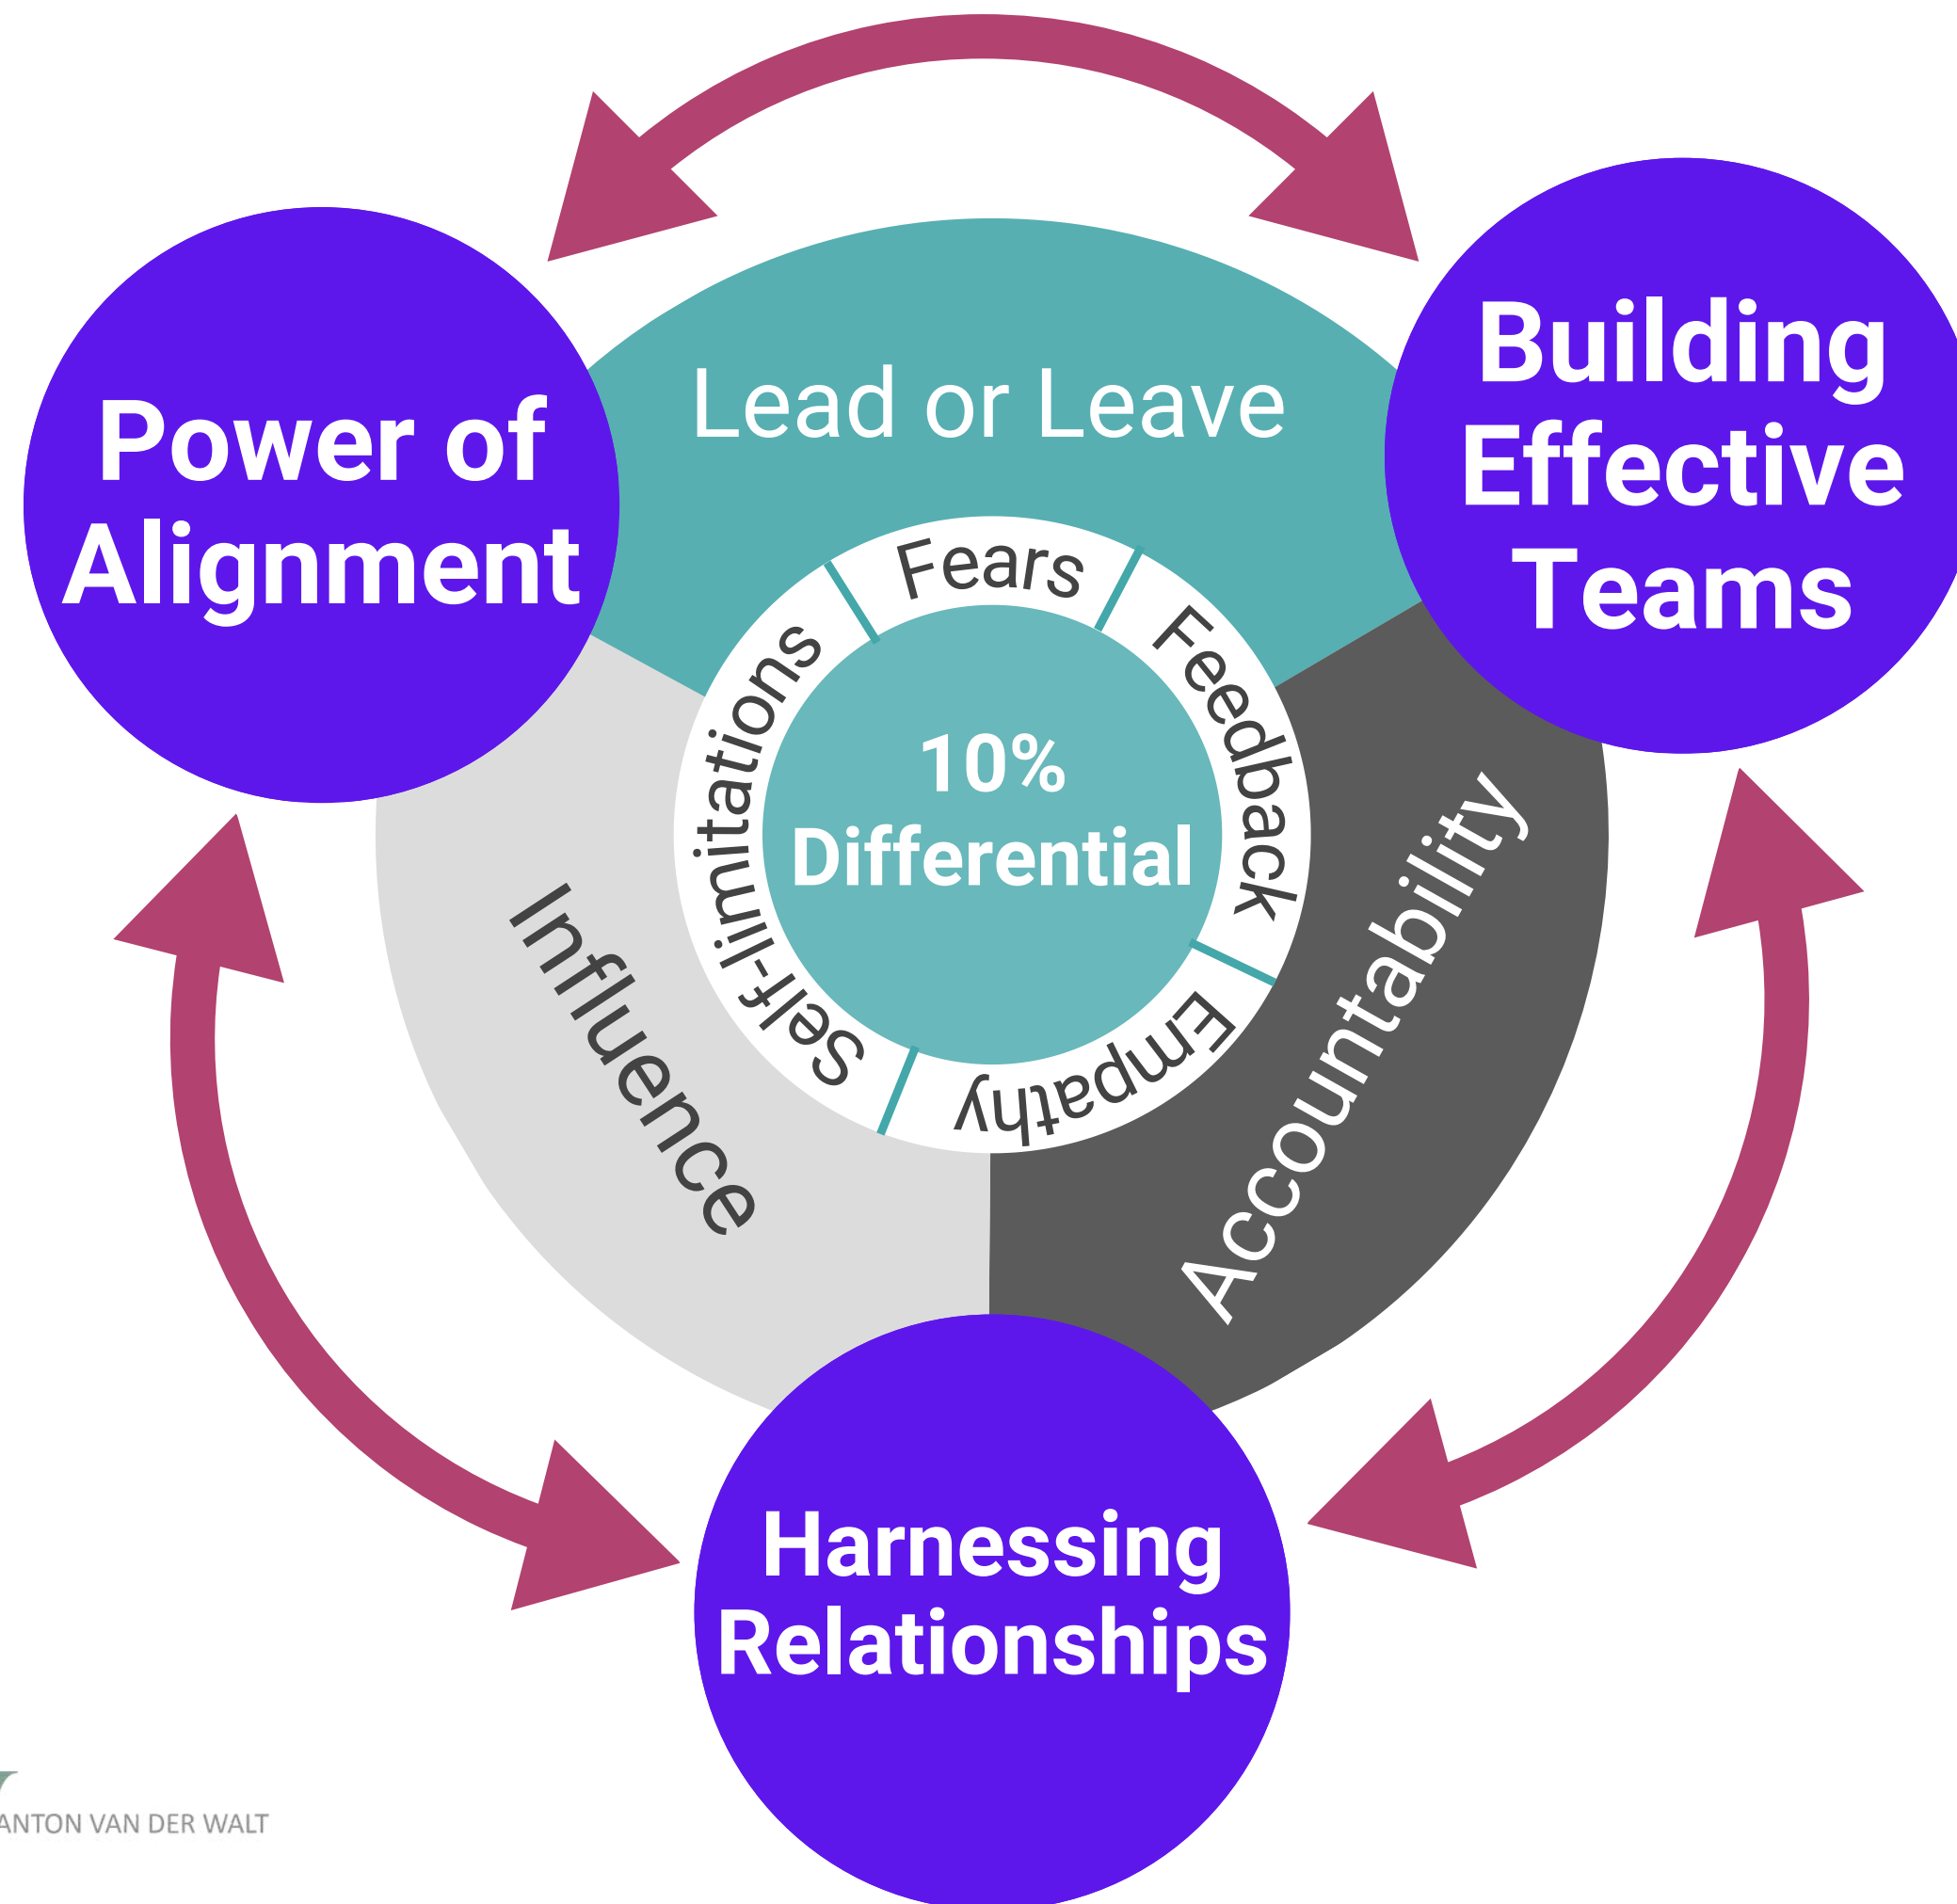 Lead or Leave
Power of
Alignment
Building
Effective
Teams
Fears
Feedback
Empathy
Self-limitations
10%
Differential
Influence
Accountability
Harnessing
Relationships
ANTON VAN DER WALT